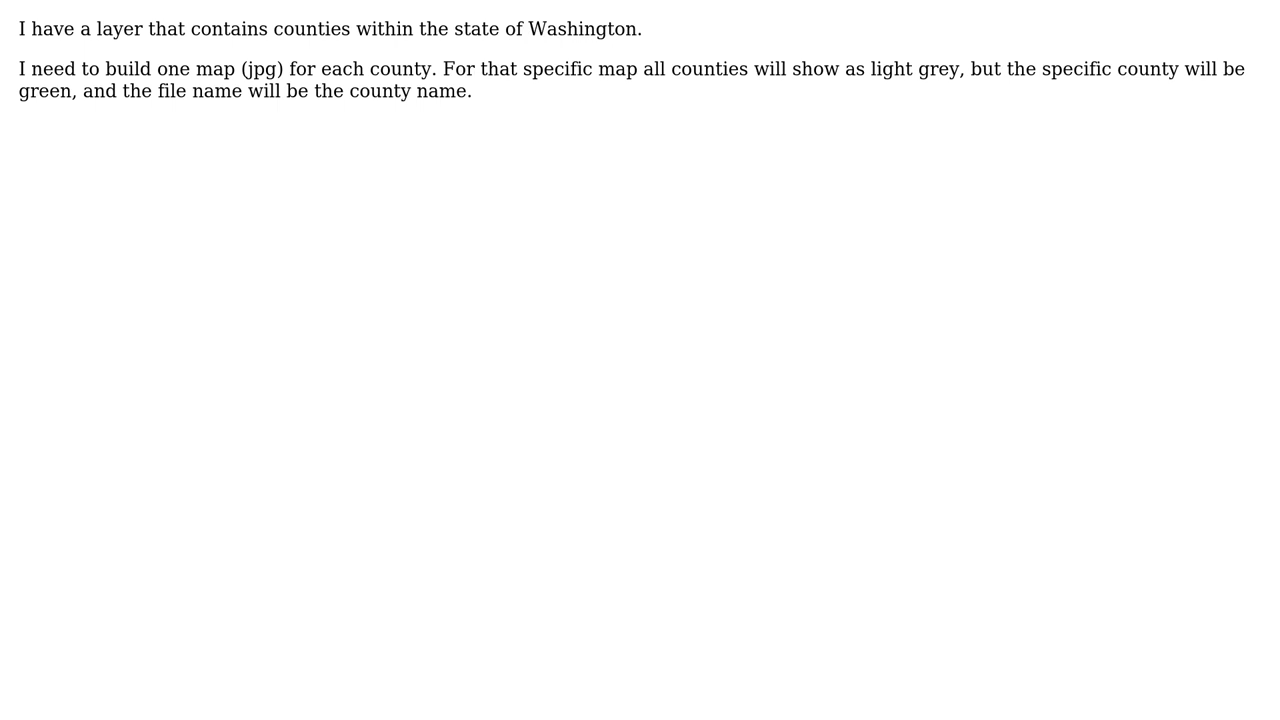 I have a layer that contains counties within the state of Washington.
I need to build one map (jpg) for each county. For that specific map all counties will show as light grey, but the specific county will be
green, and the file name will be the county name.